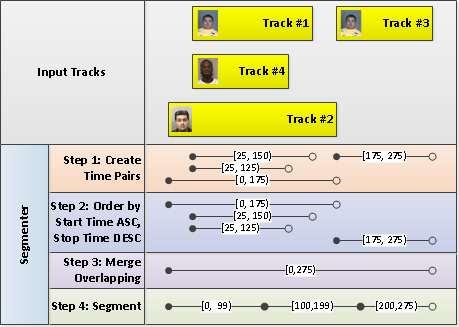 Track #1
Track #3
Input Tracks
Track #4
Track #2
Segmenter
Step 1: Create
Time Pairs
[25, 150)
[175, 275)
[25, 125)
[0, 175)
Step 2: Order by
Start Time ASC,
Stop Time DESC
[0, 175)
[25, 150)
[25, 125)
[175, 275)
Step 3: Merge
Overlapping
[0,275)
Step 4: Segment
[0, 99)
[100,199)
[200,275)